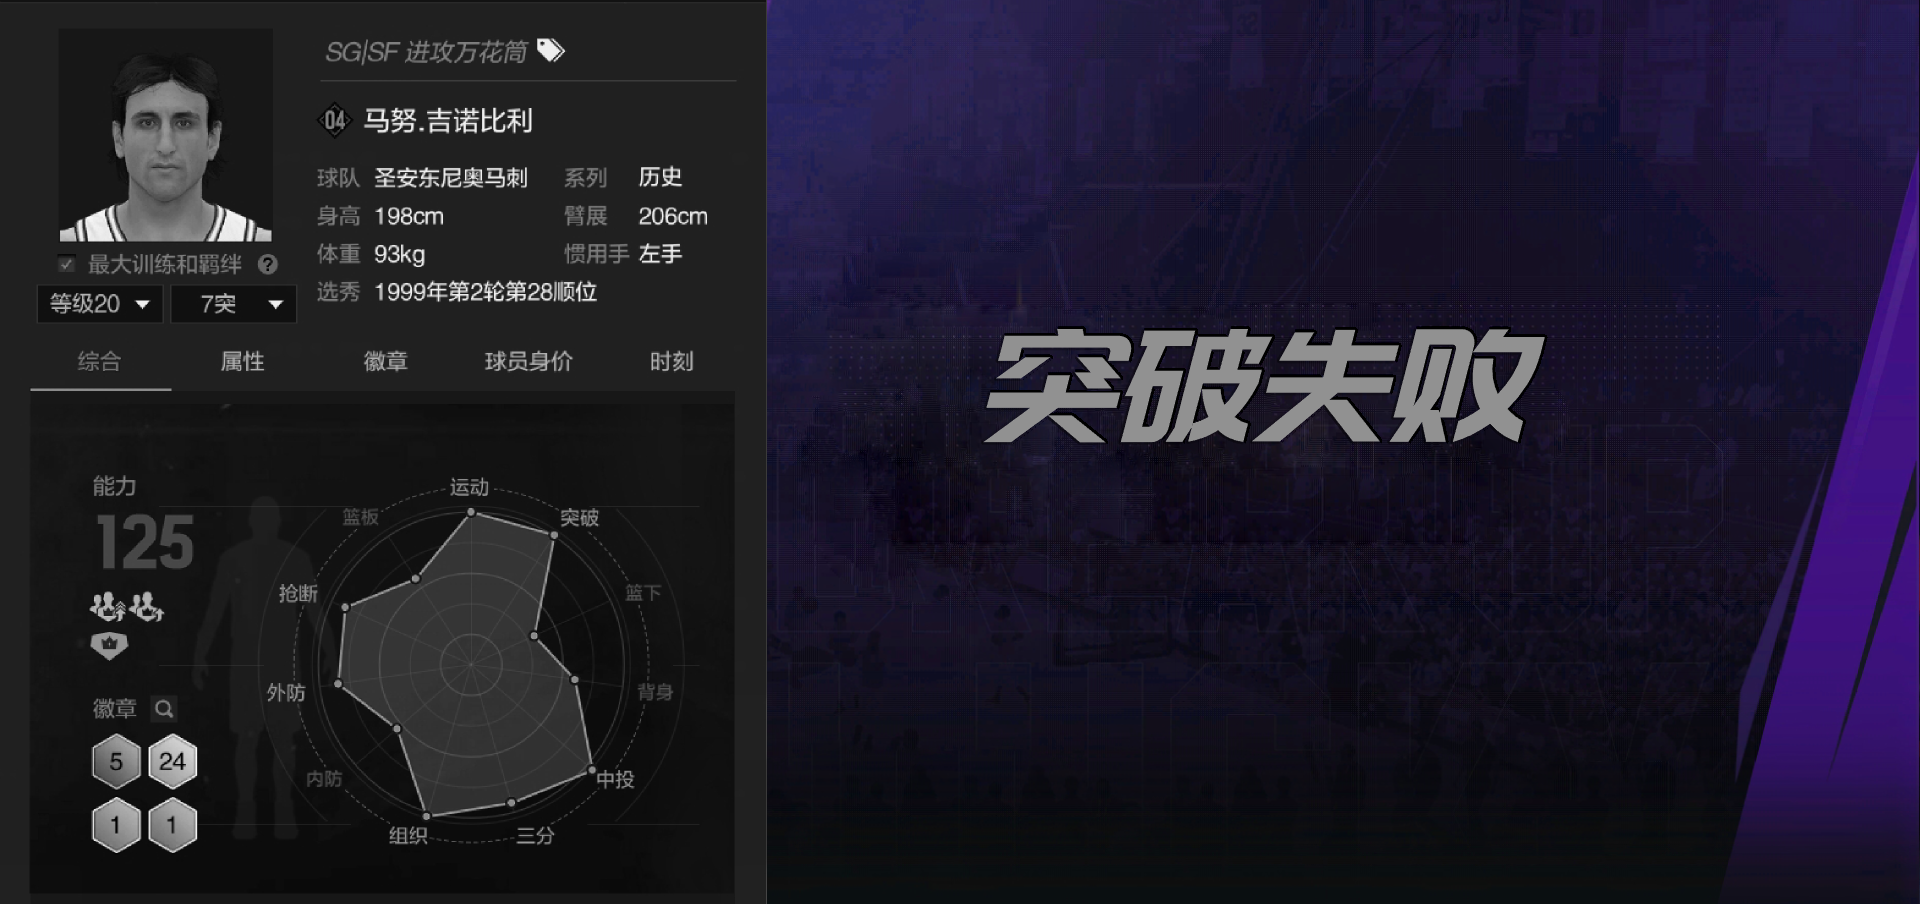 SG|SF 进攻万花筒
04 马努.吉诺比利
球队 圣安东尼奥马刺 系列 历史
身高 198cm 臂展 206cm
体重 93kg 惯用手 左手
选秀 1999年第2轮第28顺位
最大训练和羁绊 ?
等级20 7突
综合 属性 徽章 球员身价 时刻
突破失败
能力
125
徽章
5 24
1 1
运动
突破
篮下
背身
中投
三分
组织
内防
外防
抢断
篮板